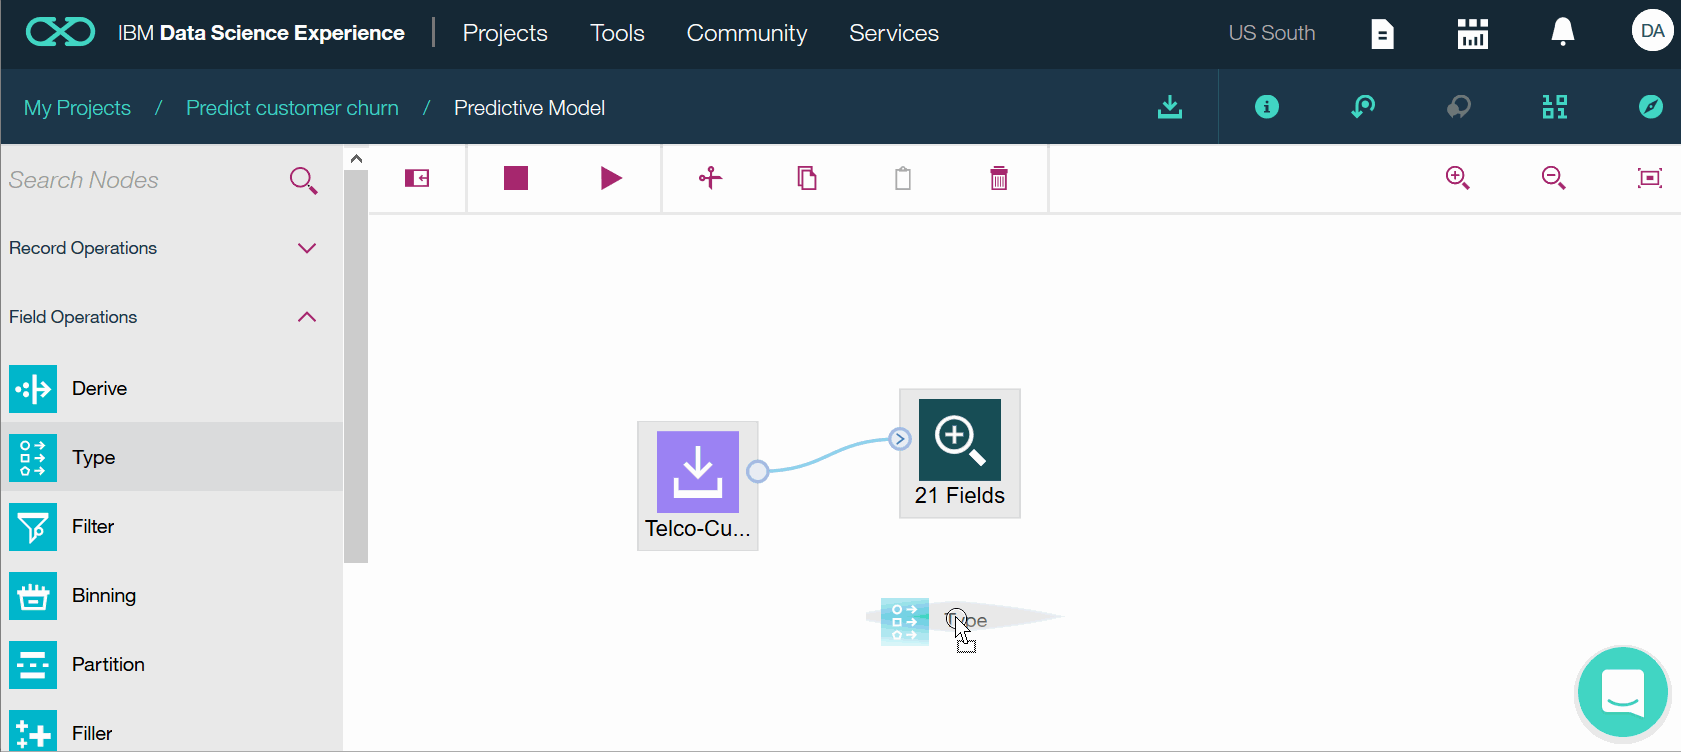 IBM Data Science Experience
Projects
Tools
Community
Services
US South
DA
My Projects / Predict customer churn / Predictive Model
Search Nodes
Record Operations
Field Operations
Derive
Type
Filter
Binning
Partition
Filler
21 Fields
Telco-Cu...
Type